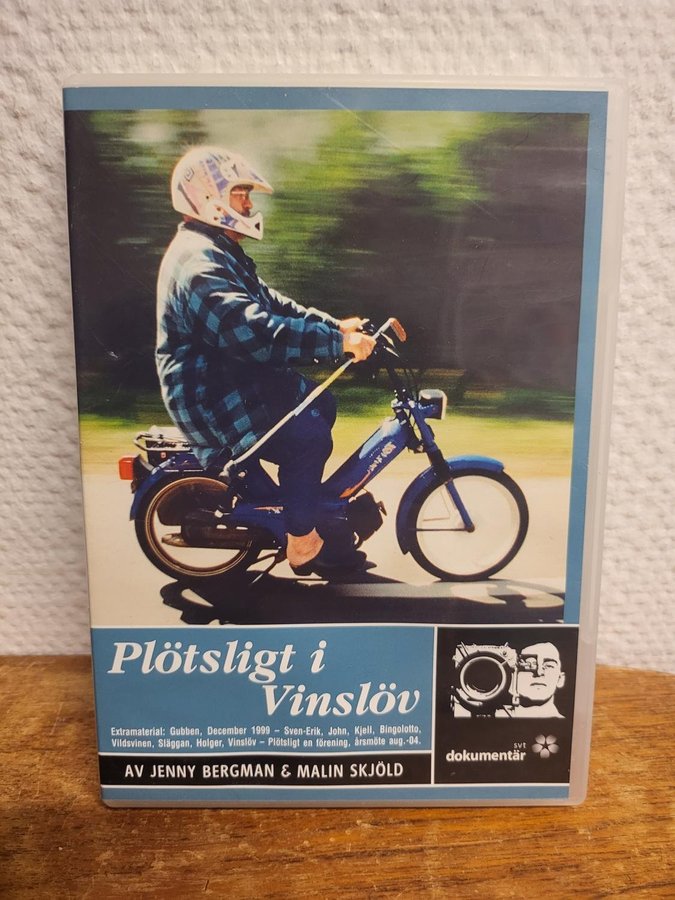 Plötsligt i
Vinslöv
Extramaterial: Gubben, December 1999 – Sven-Erik, John, Kjell, Bingolotto,
Vildsvinen, Släggan, Holger, Vinslöv – Plötsligt en förening, årsmöte aug.-04.
AV JENNY BERGMAN & MALIN SKJÖLD
svt
dokumentär